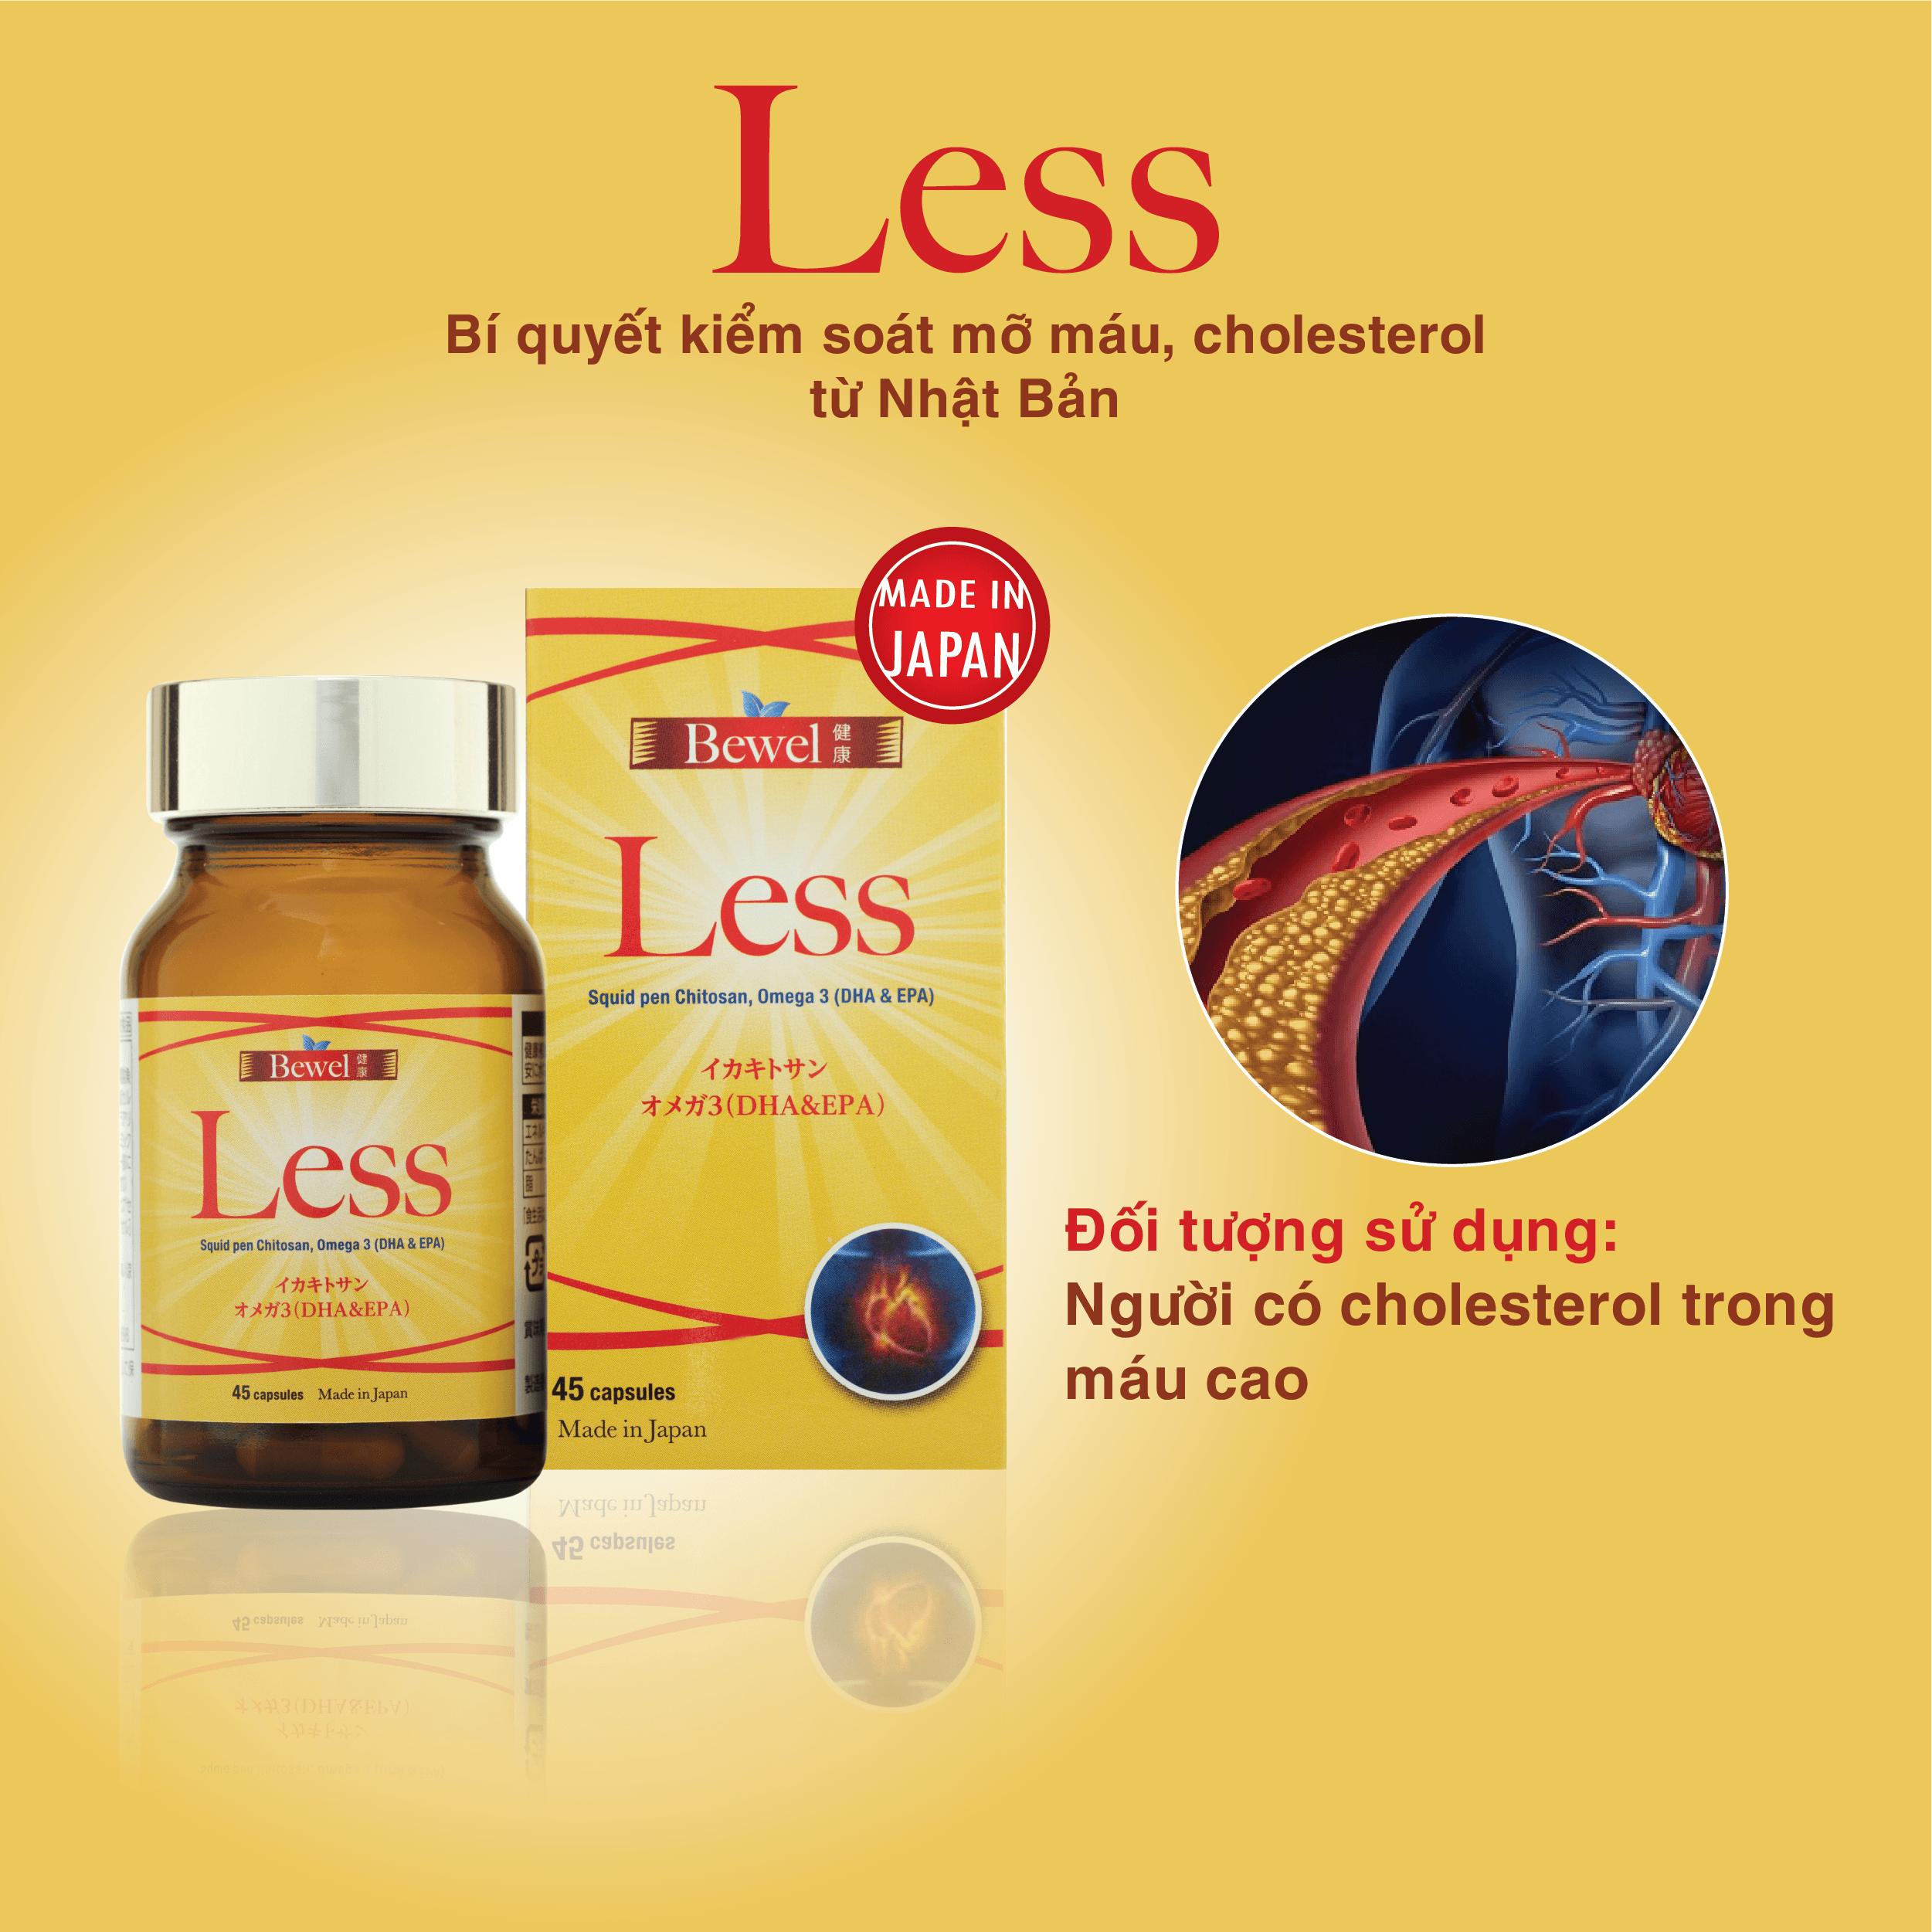 Less
Bí quyết kiểm soát mỡ máu, cholesterol
từ Nhật Bản
MADE IN
JAPAN
Bewel 健康
Less
Squid pen Chitosan, Omega 3 (DHA & EPA)
イカキトサン
オメガ3(DHA&EPA)
45 capsules
Made in Japan
Bewel 健康
Less
Squid pen Chitosan, Omega 3 (DHA & EPA)
イカキトサン
オメガ3(DHA&EPA)
45 capsules Made in Japan
Đối tượng sử dụng:
Người có cholesterol trong
máu cao